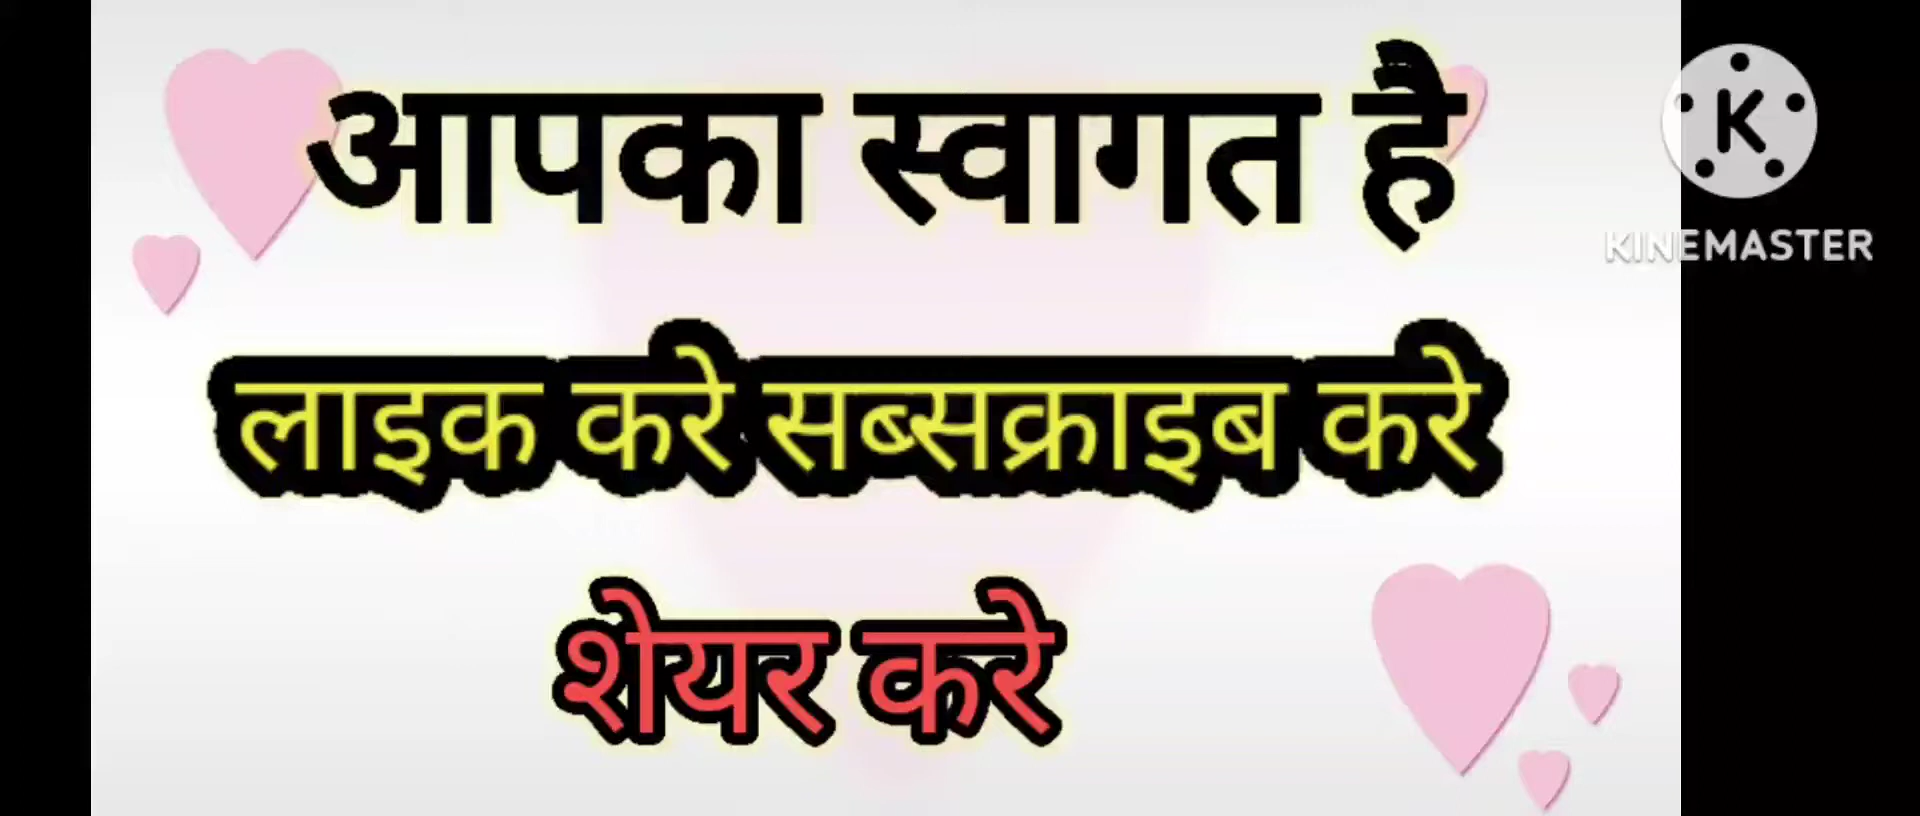 आपका स्वागत है
K
KINEMASTER
लाइक करे सब्सक्राइब करे
शेयर करे